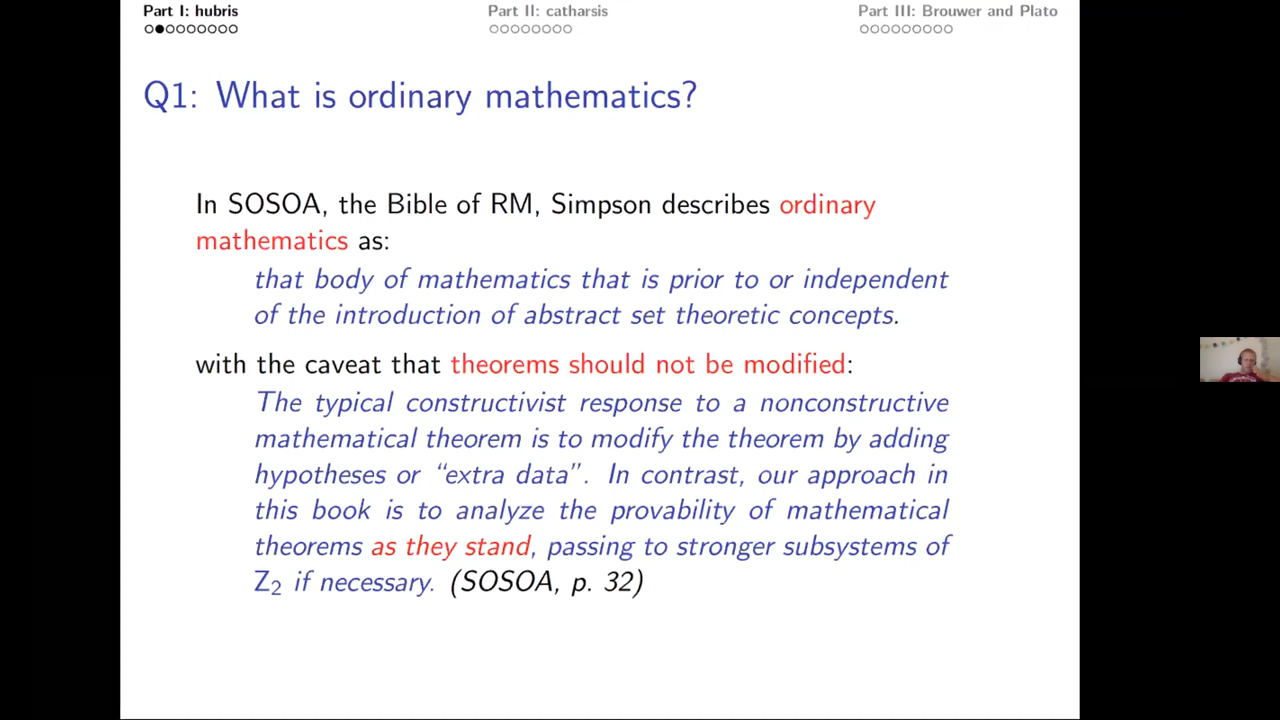 Part I: hubris
Part II: catharsis
Part III: Brouwer and Plato
Q1: What is ordinary mathematics?
In SOSOA, the Bible of RM, Simpson describes ordinary
mathematics as:
that body of mathematics that is prior to or independent
of the introduction of abstract set theoretic concepts.
with the caveat that theorems should not be modified:
The typical constructivist response to a nonconstructive
mathematical theorem is to modify the theorem by adding
hypotheses or “extra data”. In contrast, our approach in
this book is to analyze the provability of mathematical
theorems as they stand, passing to stronger subsystems of
Z₂ if necessary. (SOSOA, p. 32)